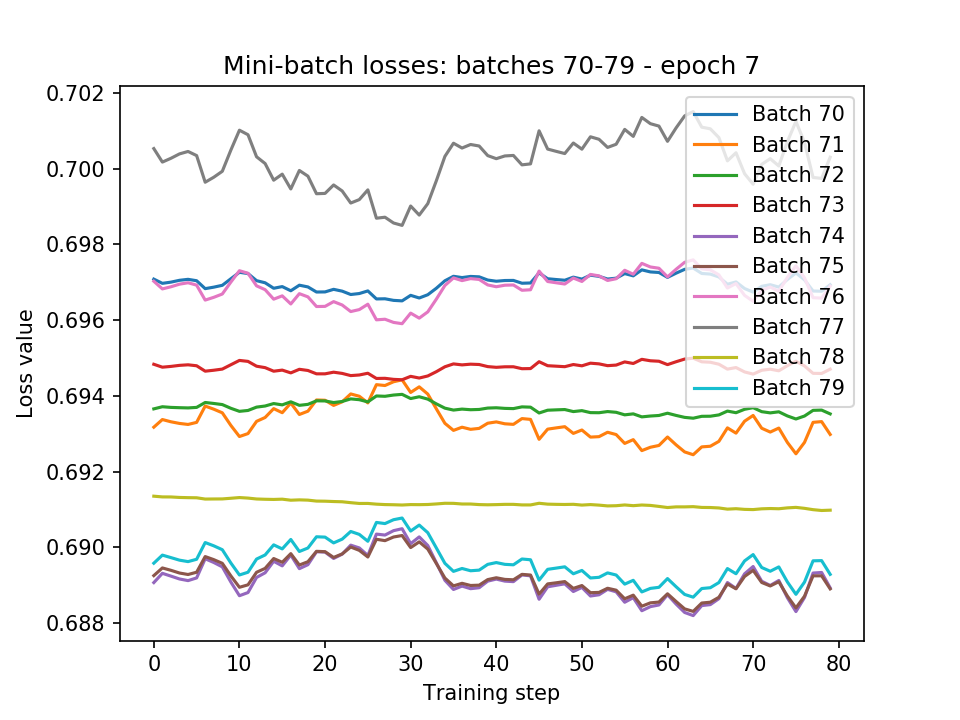 Mini-batch losses: batches 70-79 - epoch 7
0.702
0.700
0.698
0.696
0.694
0.692
0.690
0.688
Loss value
0
10
20
30
40
50
60
70
80
Training step
Batch 70
Batch 71
Batch 72
Batch 73
Batch 74
Batch 75
Batch 76
Batch 77
Batch 78
Batch 79